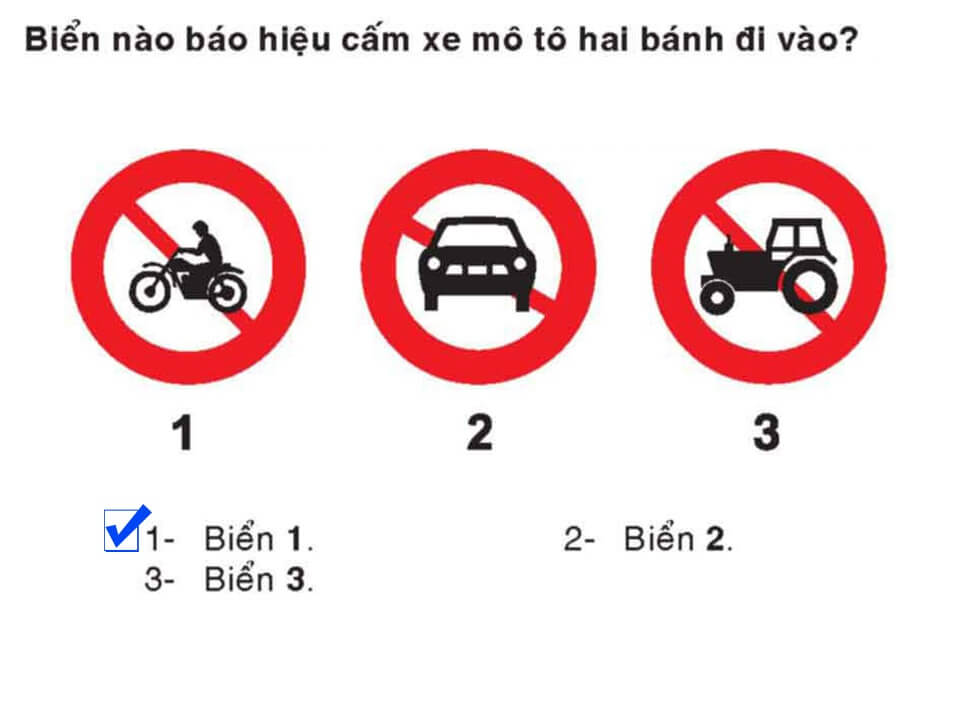 Biển nào báo hiệu cấm xe mô tô hai bánh đi vào?
1 2 3
1- Biển 1. 2- Biển 2.
3- Biển 3.